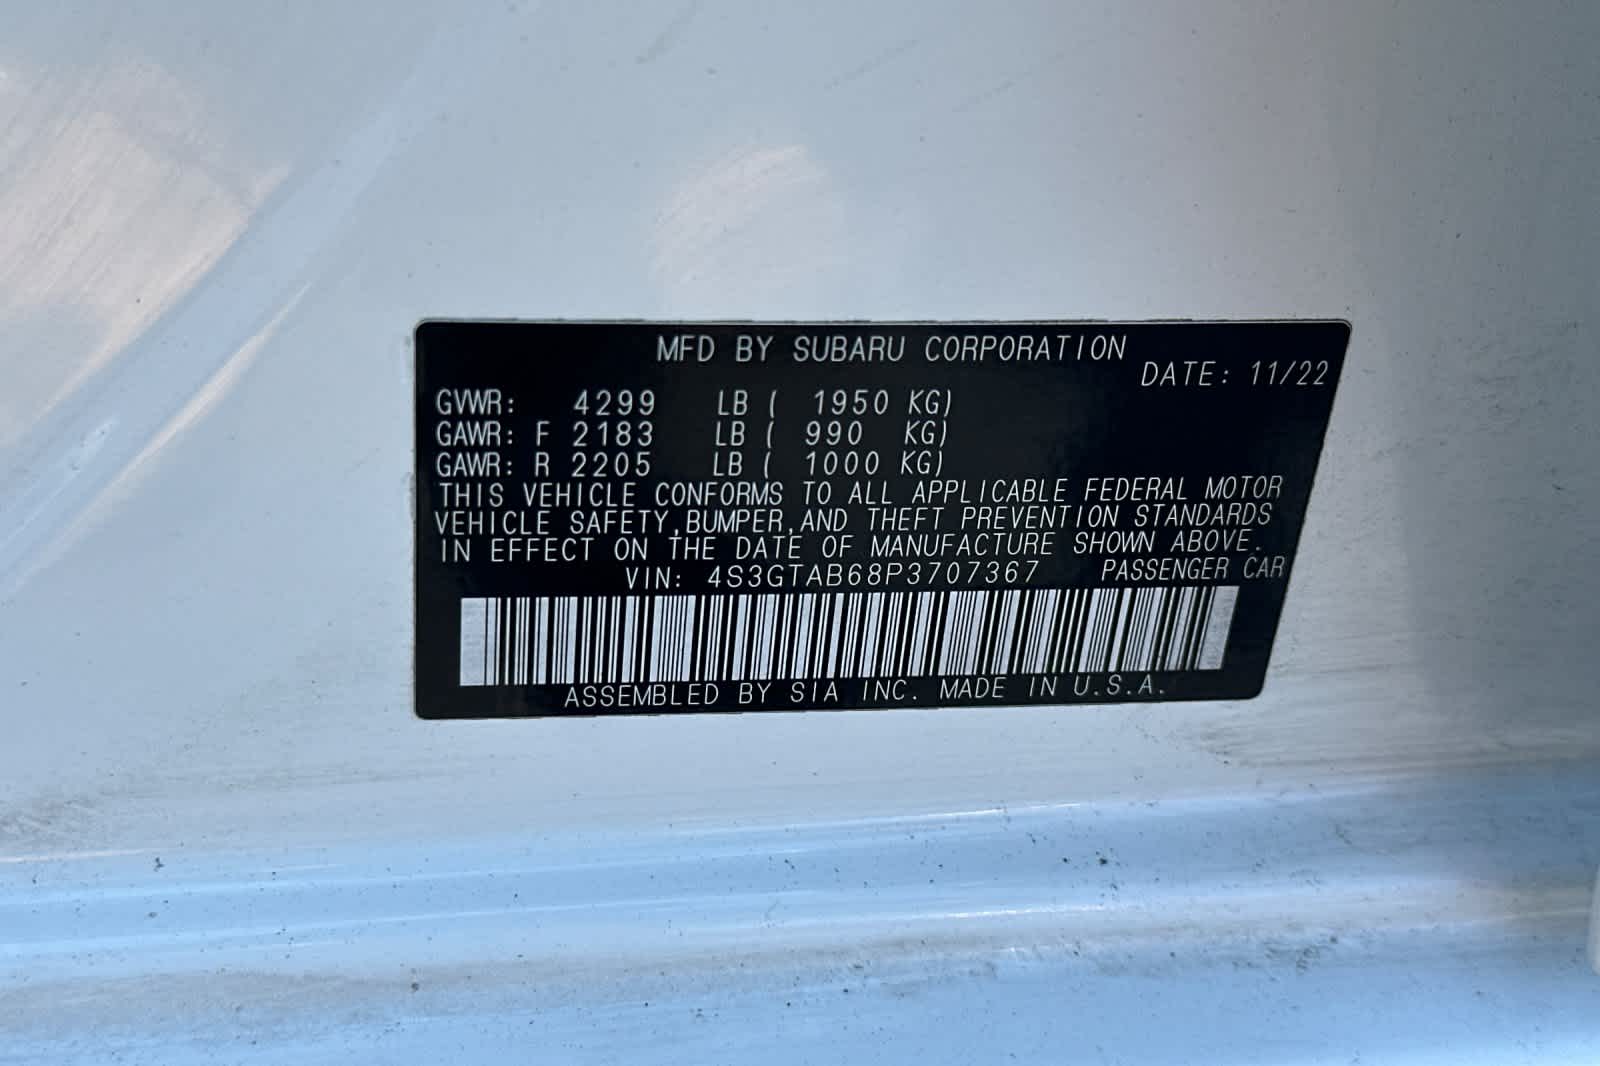 MFD BY SUBARU CORPORATION
DATE: 11/22
GVWR: 4299 LB ( 1950 KG)
GAWR: F 2183 LB ( 990 KG)
GAWR: R 2205 LB ( 1000 KG)
THIS VEHICLE CONFORMS TO ALL APPLICABLE FEDERAL MOTOR
VEHICLE SAFETY,BUMPER,AND THEFT PREVENTION STANDARDS
IN EFFECT ON THE DATE OF MANUFACTURE SHOWN ABOVE.
VIN: 4S3GTAB68P3707367 PASSENGER CAR
ASSEMBLED BY SIA INC. MADE IN U.S.A.